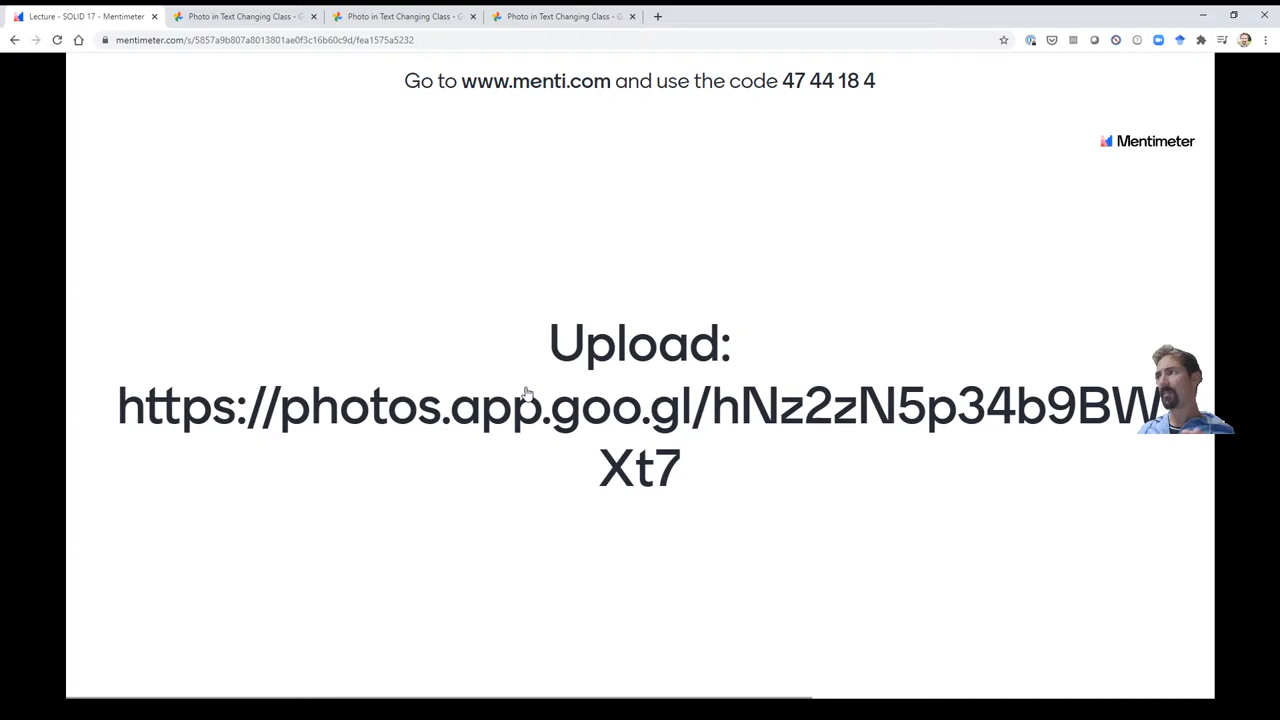 Lecture - SOLID 17 - Mentimeter
Photo in Text Changing Class - G
Photo in Text Changing Class - G
Photo in Text Changing Class - G
mentimeter.com/s/5857a9b807a8013801ae0f3c16b60c9d/fea1575a5232
Go to www.menti.com and use the code 47 44 18 4
Mentimeter
Upload:
https://photos.app.goo.gl/hNz2zN5p34b9BW
Xt7